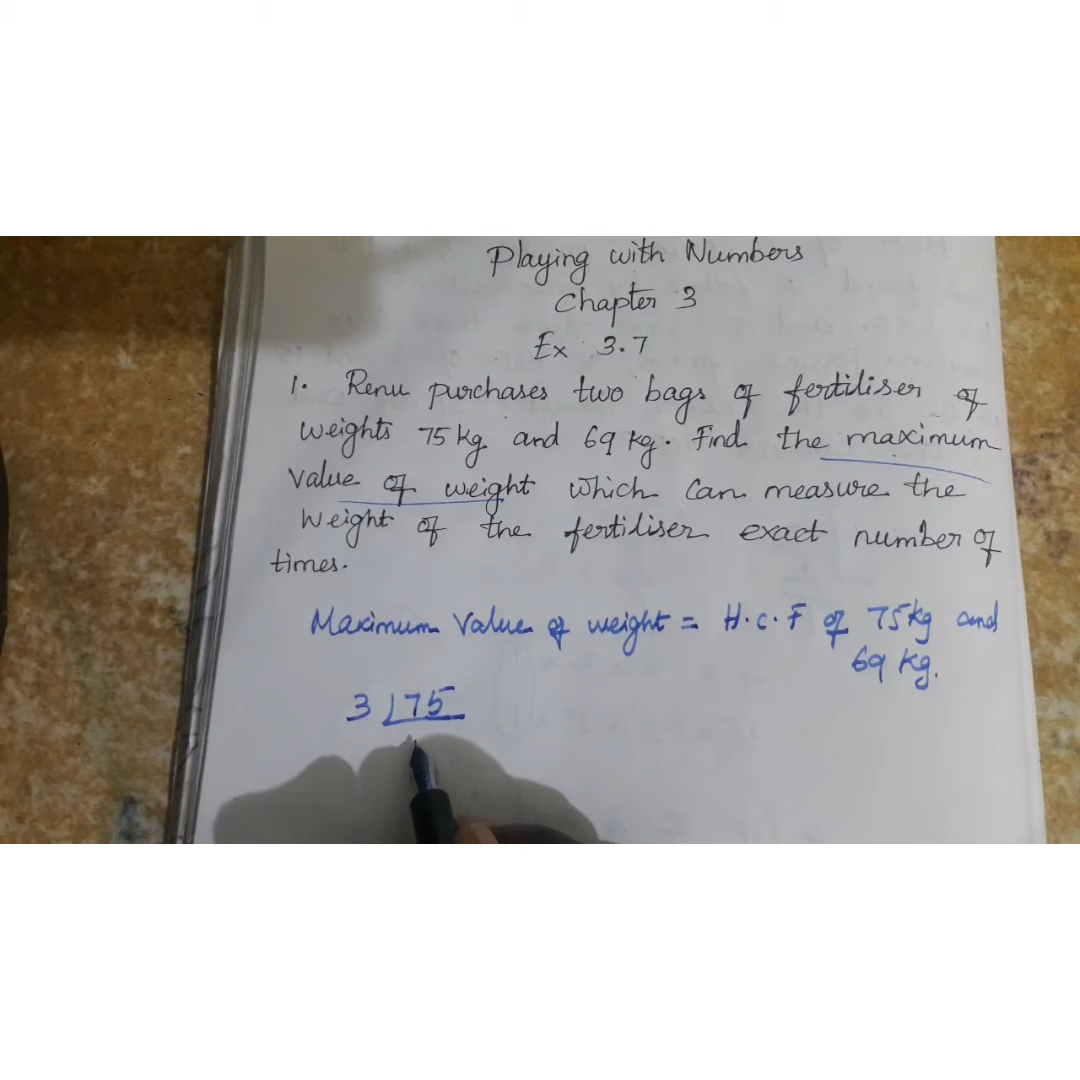 Playing with Numbers
Chapter 3
Ex 3.7
1. Renu purchases two bags of fertiliser of
weights 75 kg and 69 kg. Find the maximum
value of weight which can measure the
weight of the fertiliser exact number of
times.
Maximum Value of weight = H.C.F of 75kg and
69 kg.
3 75